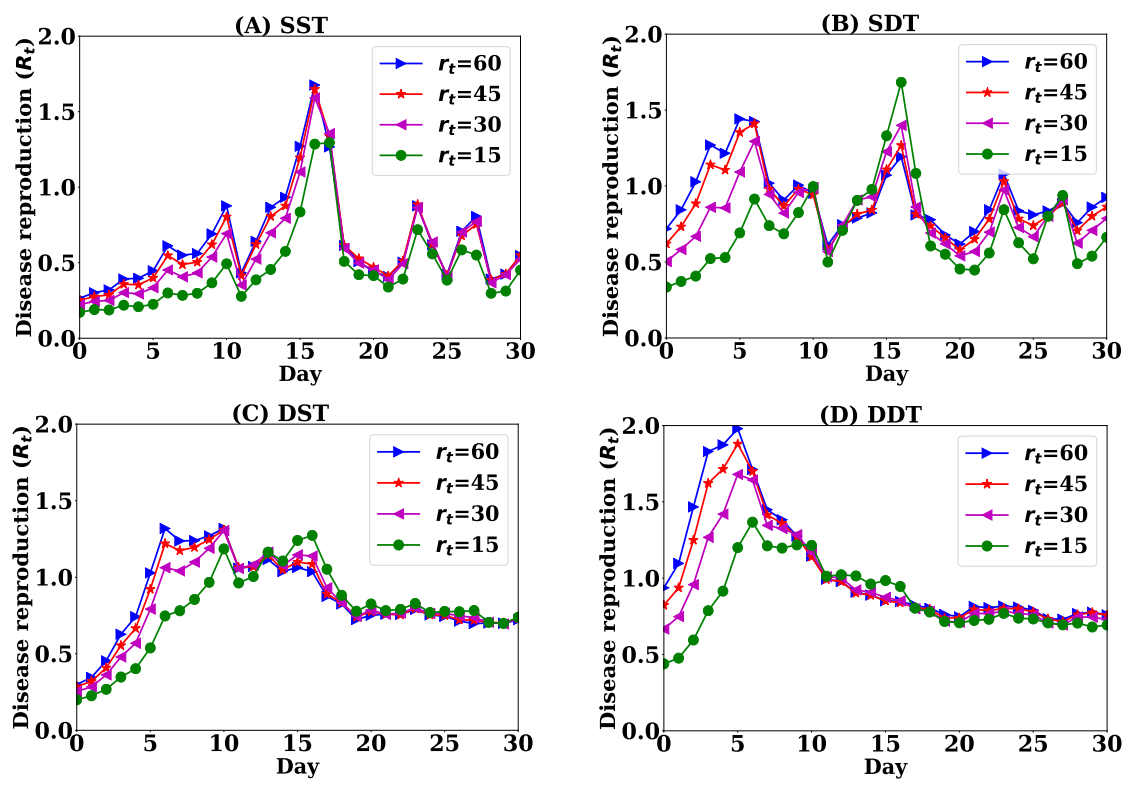 (A) SST
Disease reproduction (Rt)
2.0
1.5
1.0
0.5
0.0
rt=60
rt=45
rt=30
rt=15
0 5 10 15 20 25 30
Day
(B) SDT
Disease reproduction (Rt)
2.0
1.5
1.0
0.5
0.0
rt=60
rt=45
rt=30
rt=15
0 5 10 15 20 25 30
Day
(C) DST
Disease reproduction (Rt)
2.0
1.5
1.0
0.5
0.0
rt=60
rt=45
rt=30
rt=15
0 5 10 15 20 25 30
Day
(D) DDT
Disease reproduction (Rt)
2.0
1.5
1.0
0.5
0.0
rt=60
rt=45
rt=30
rt=15
0 5 10 15 20 25 30
Day